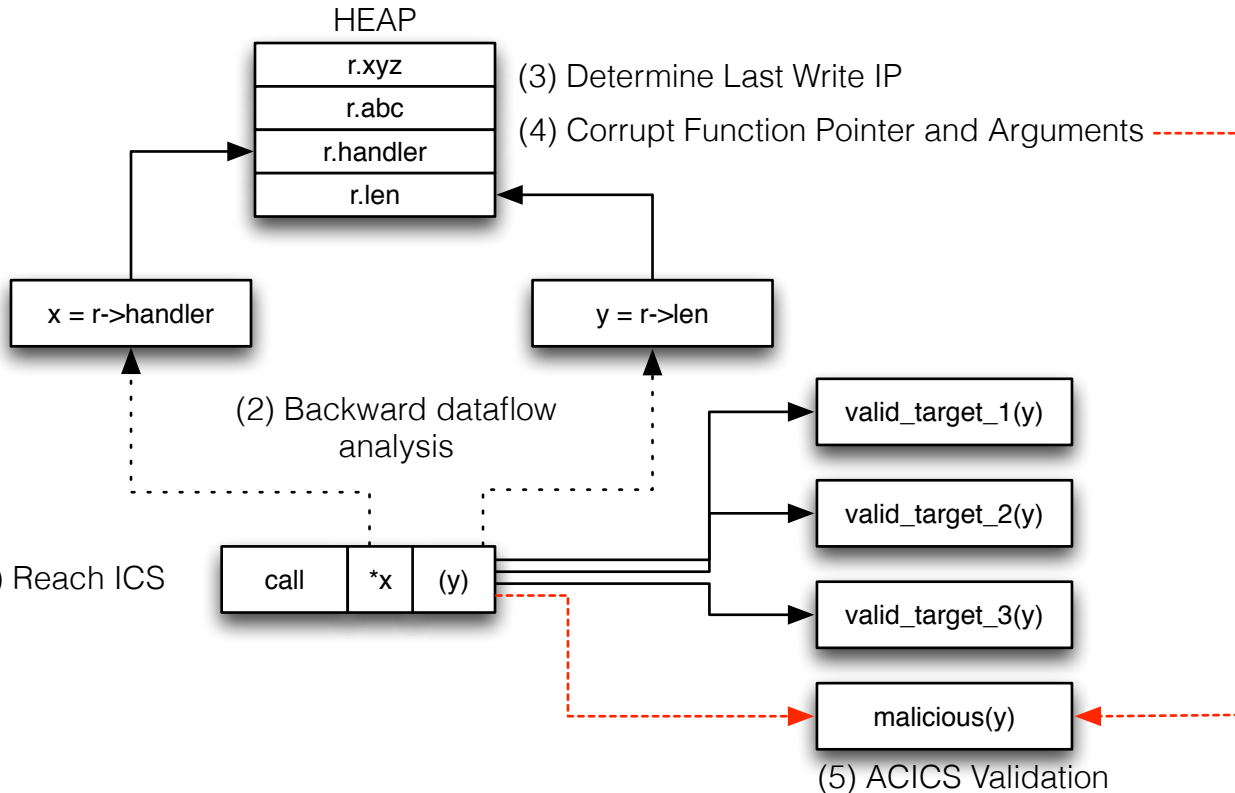 HEAP
r.xyz
(3) Determine Last Write IP
r.abc
(4) Corrupt Function Pointer and Arguments
r.handler
r.len
x = r->handler
y = r->len
(2) Backward dataflow
analysis
valid_target_1(y)
valid_target_2(y)
) Reach ICS
call
*x
(y)
valid_target_3(y)
malicious(y)
(5) ACICS Validation